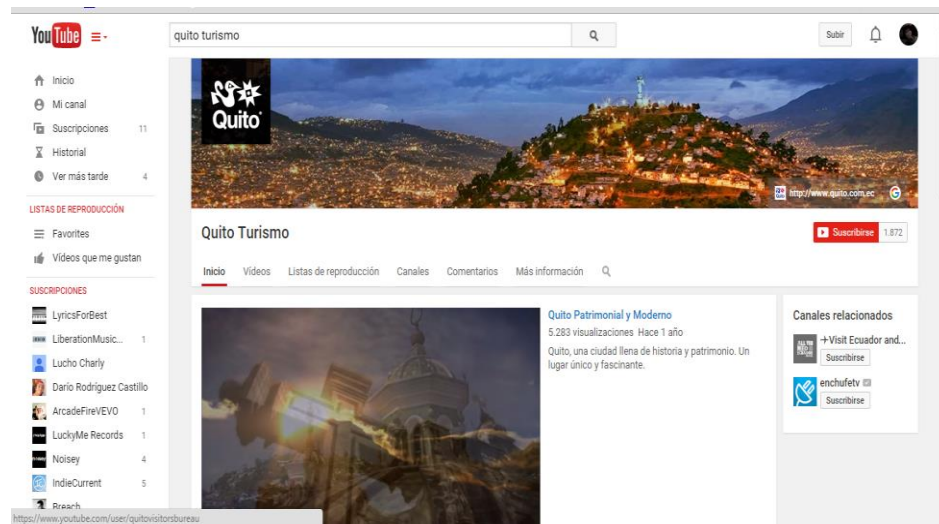 YouTube
quito turismo
Subir
Inicio
Mi canal
Suscripciones 11
Historial
Ver más tarde 4
LISTAS DE REPRODUCCIÓN
Favorites
Vídeos que me gustan
SUSCRIPCIONES
LyricsForBest
LiberationMusic... 1
Lucho Charly
Dario Rodriguez Castillo
ArcadeFireVEVO 1
LuckyMe Records 1
Noisey 4
IndieCurrent 5
Breach
https://www.youtube.com/user/quitovisitorsbureau
Quito
http://www.quito.com.ec
Quito Turismo
Suscribirse 1.872
Inicio Vídeos Listas de reproducción Canales Comentarios Más información
Quito Patrimonial y Moderno
5.283 visualizaciones Hace 1 año
Quito, una ciudad llena de historia y patrimonio. Un
lugar único y fascinante.
Canales relacionados
+Visit Ecuador and...
Suscribirse
enchufetv
Suscribirse